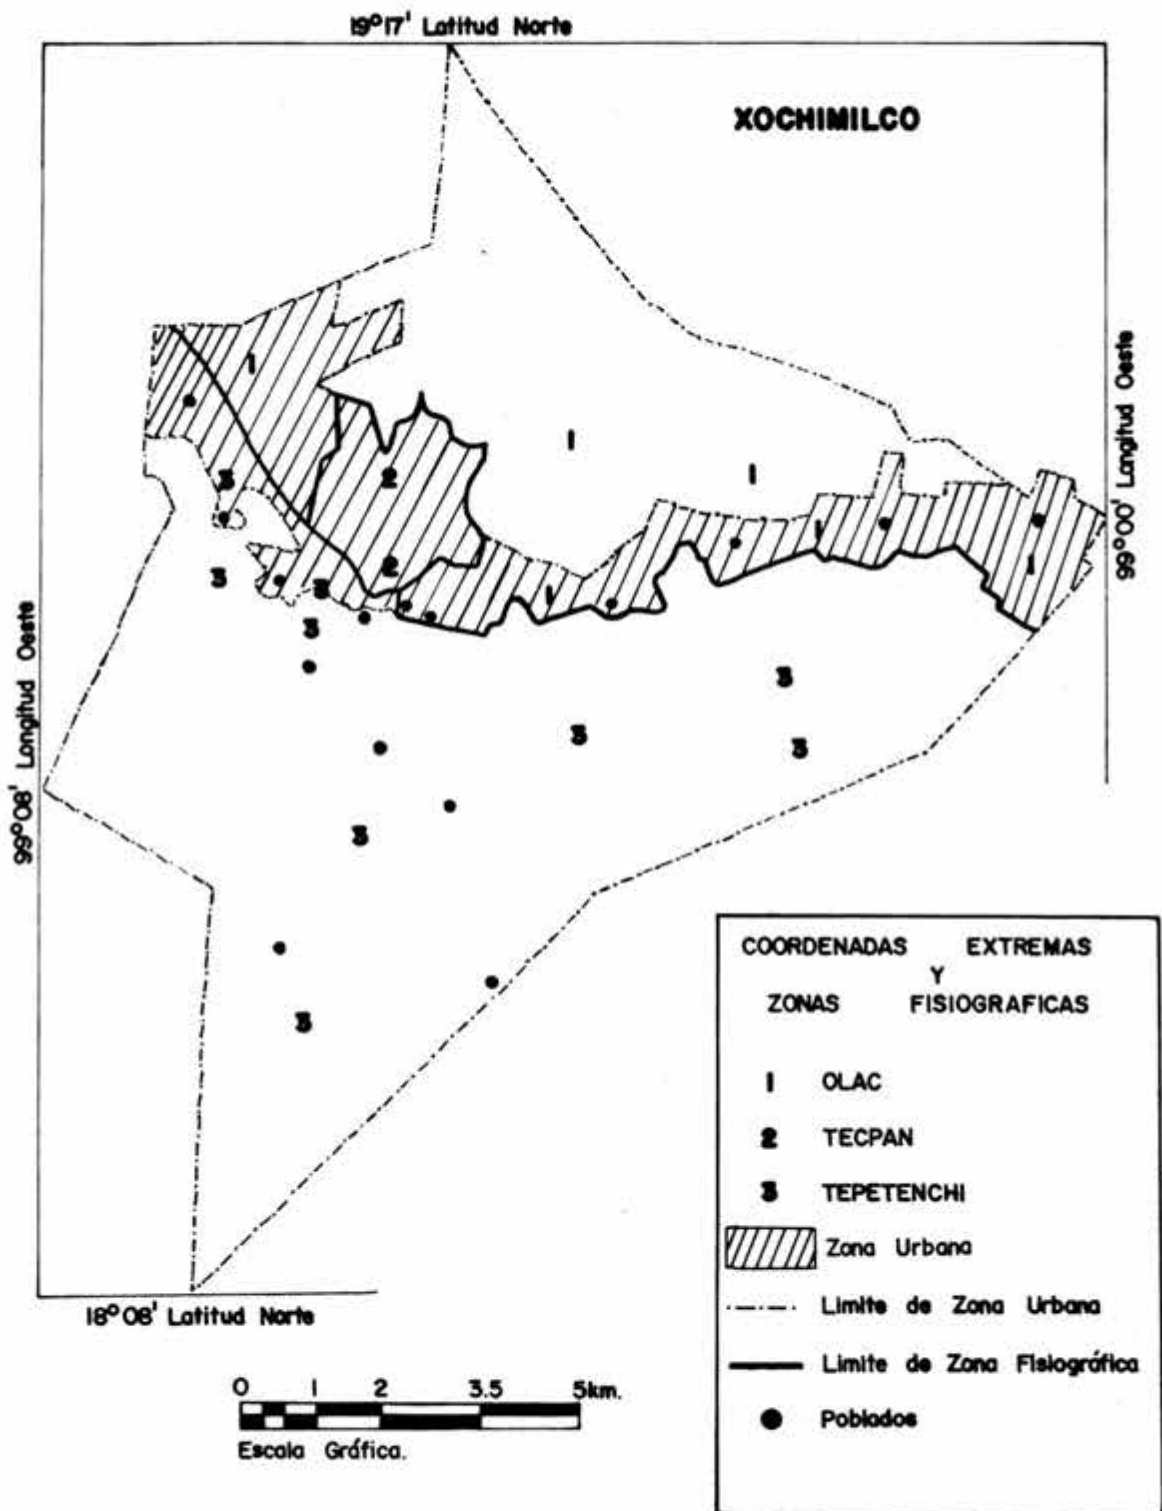 19°17' Latitud Norte
XOCHIMILCO
1
1
2
3
1
1
99°00' Longitud Oeste
2
3
3
3
1
1
1
99°08' Longitud Oeste
3
3
3
3
3
18°08' Latitud Norte
0 1 2 3.5 5km.
Escala Gráfica.
COORDENADAS EXTREMAS
Y
ZONAS FISIOGRAFICAS
1 OLAC
2 TECPAN
3 TEPETENCHI
Zona Urbana
Limite de Zona Urbana
Limite de Zona Fisiográfica
Poblados